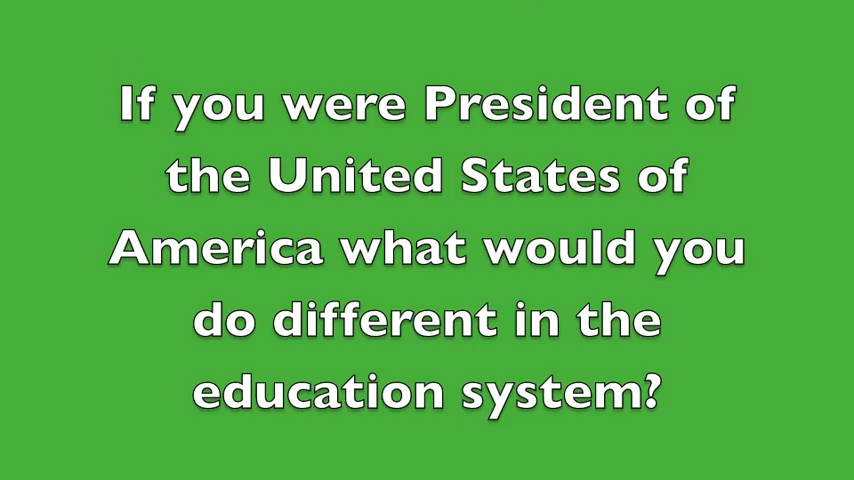 If you were President of
the United States of
America what would you
do different in the
education system?